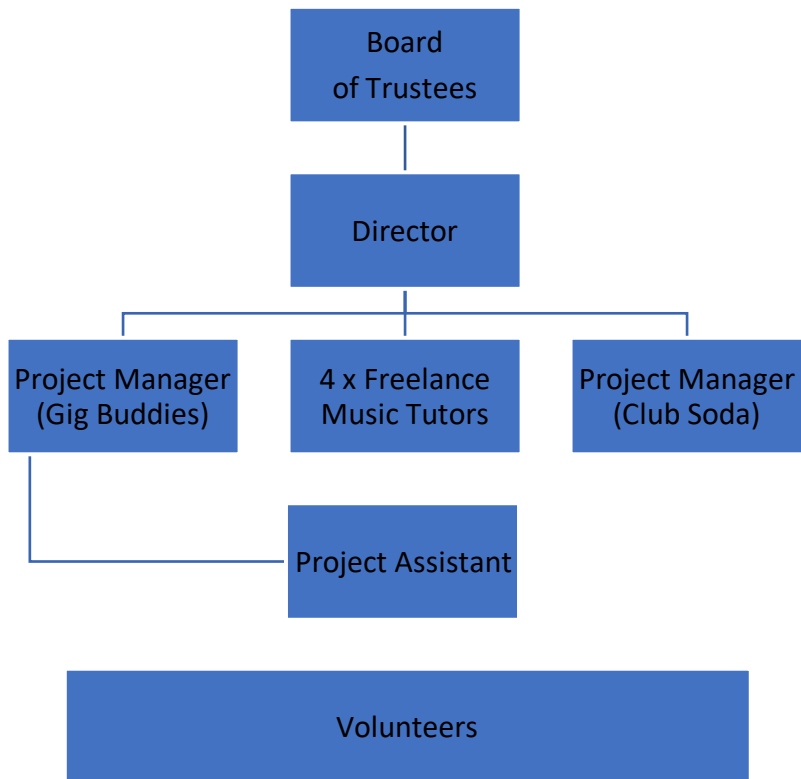 Board
of Trustees
Director
Project Manager
(Gig Buddies)
4 x Freelance
Music Tutors
Project Manager
(Club Soda)
Project Assistant
Volunteers